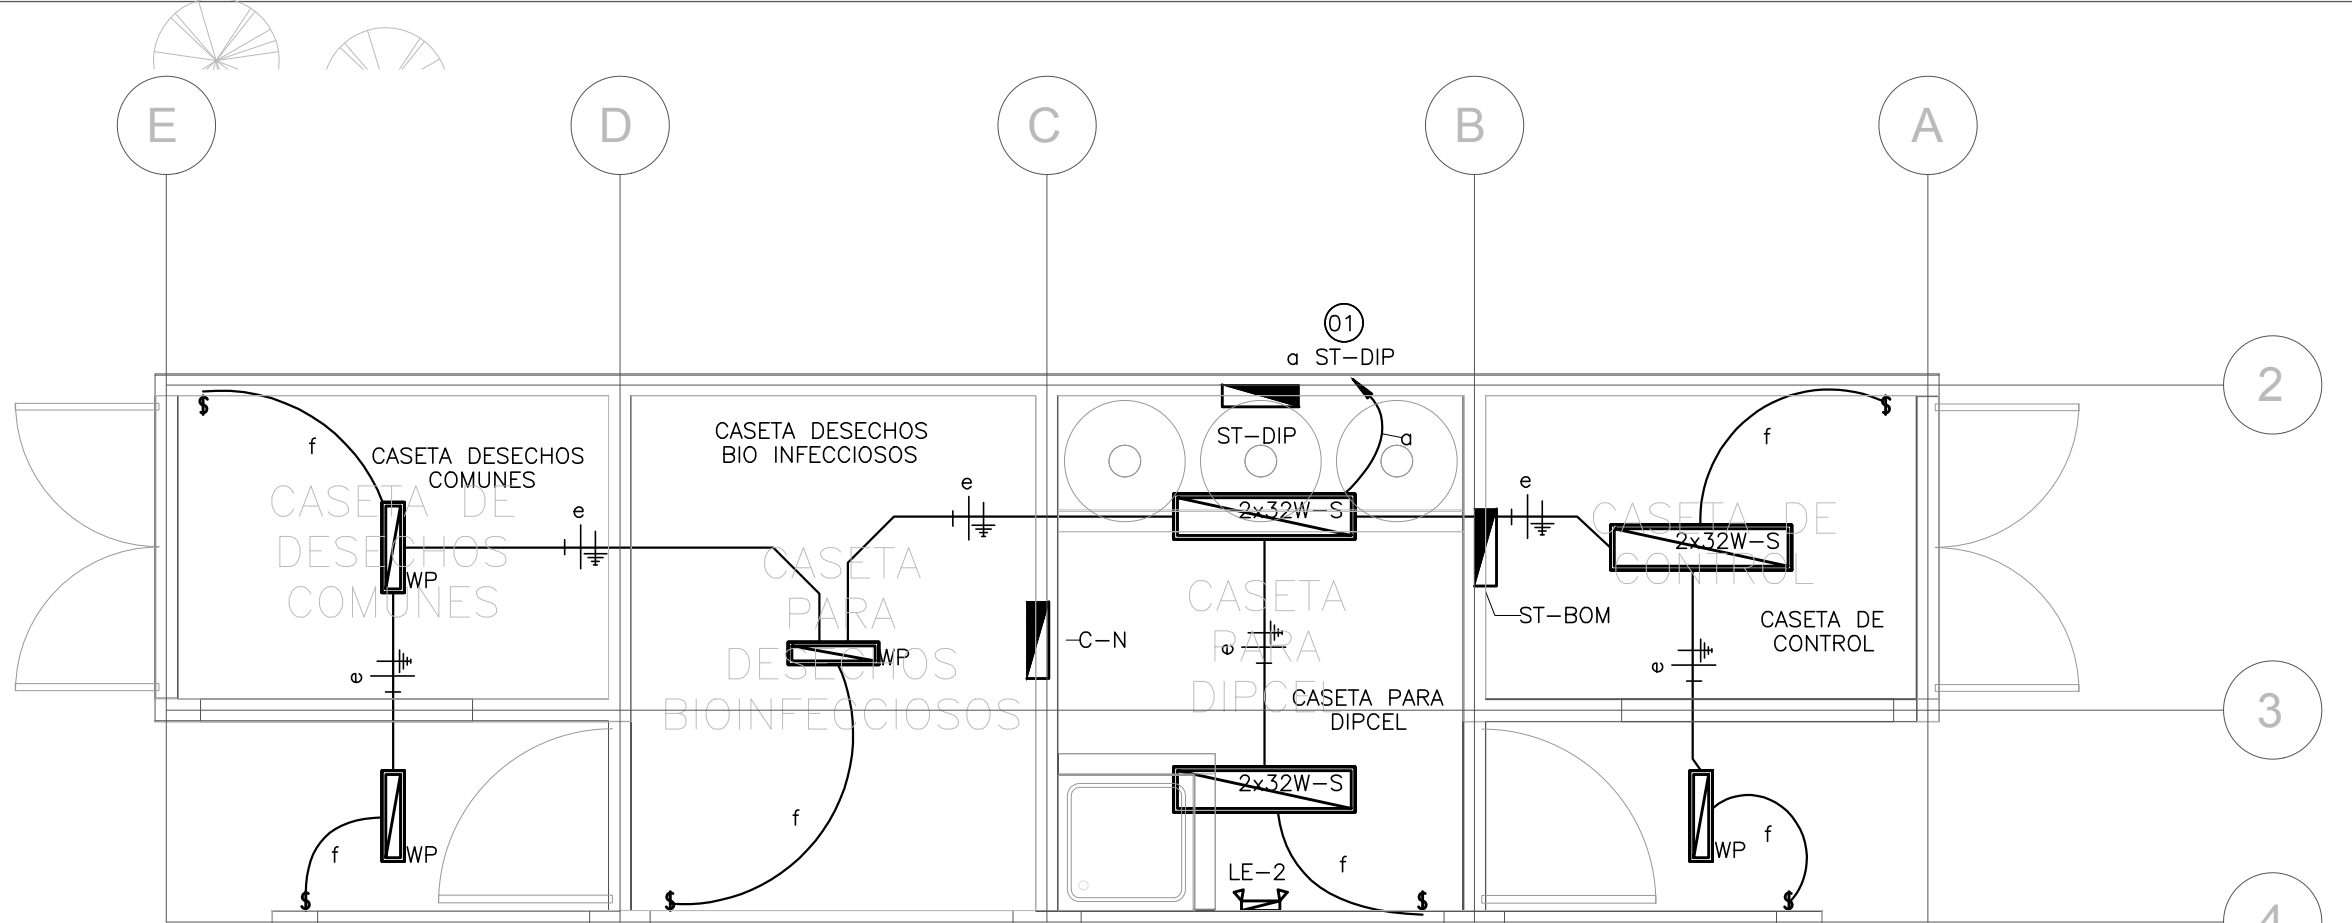 E
D
C
B
A
01
a ST-DIP
2
$
$
f
CASETA DESECHOS
COMUNES
CASETA DESECHOS
BIO INFECCIOSOS
ST-DIP
a
f
CASETA DE
DESECHOS
COMUNES
e
e
2x32W-S
e
CASETA DE
CONTROL
2x32W-S
WP
CASETA
PARA
DESECHOS
BIOINFECCIOSOS
WP
C-N
CASETA
PARA
DIPCEL
e
ST-BOM
CASETA DE
CONTROL
e
e
CASETA PARA
DIPCEL
3
2x32W-S
f
f
WP
f
f
WP
LE-2
$
$
$
$
4